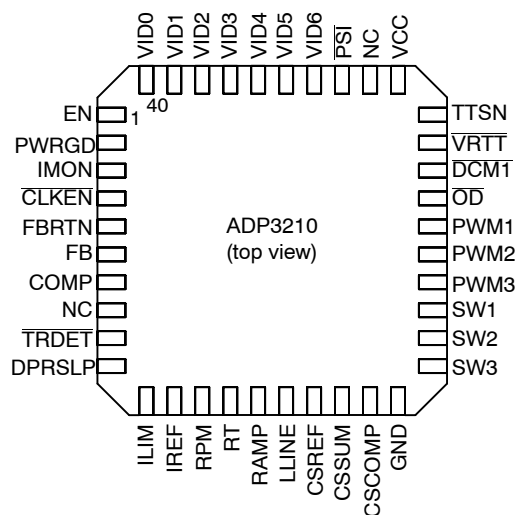 VID0
VID1
VID2
VID3
VID4
VID5
VID6
PSI
NC
VCC
EN
1
40
PWRGD
IMON
CLKEN
FBRTN
FB
COMP
NC
TRDET
DPRSLP
ADP3210
(top view)
TTSN
VRTT
DCM1
OD
PWM1
PWM2
PWM3
SW1
SW2
SW3
ILIM
IREF
RPM
RT
RAMP
LLINE
CSREF
CSSUM
CSCOMP
GND